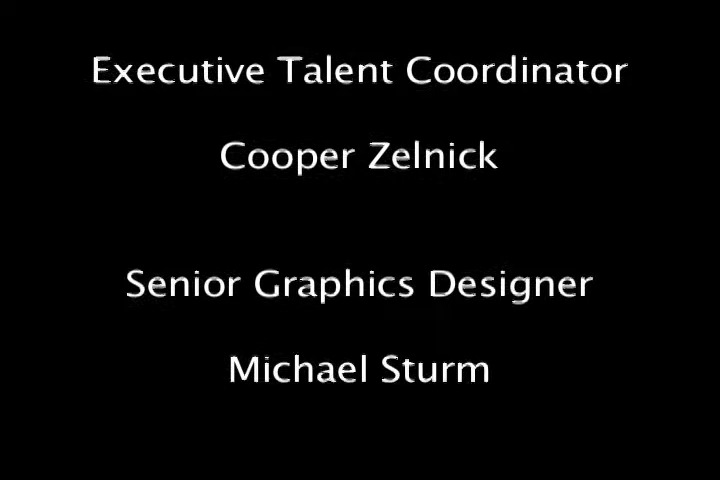 Executive Talent Coordinator
Cooper Zelnick
Senior Graphics Designer
Michael Sturm